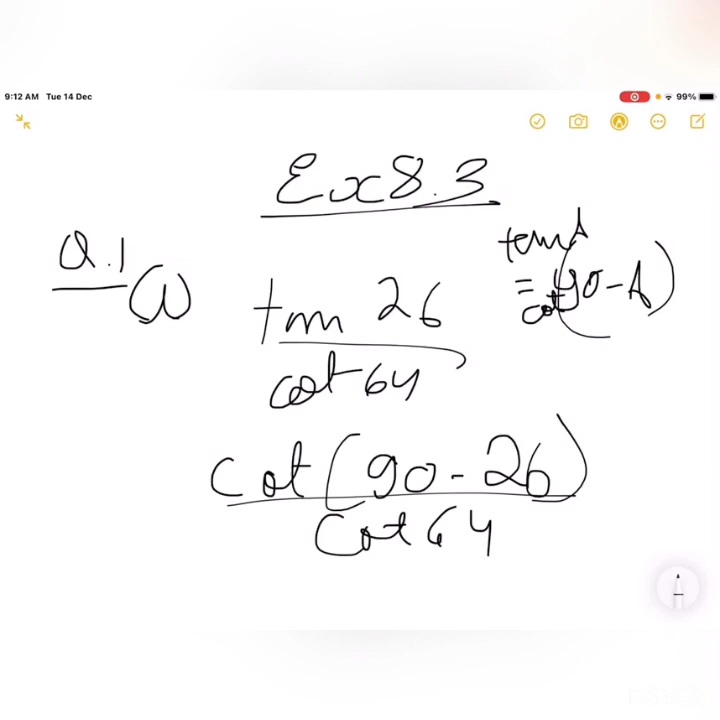 9:12 AM Tue 14 Dec 99%
Ex 8.3
Q.1
tan A
= cot (90-A)
tan 26
cot 64
cot (90-26)
cot 64